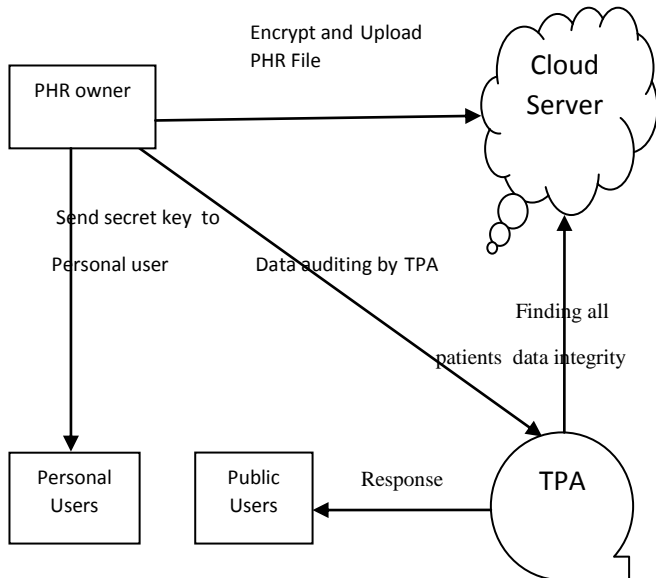 Encrypt and Upload
PHR File
Cloud
Server
PHR owner
Send secret key to
Personal user
Data auditing by TPA
Finding all
patients data integrity
Personal
Users
Public
Users
Response
TPA